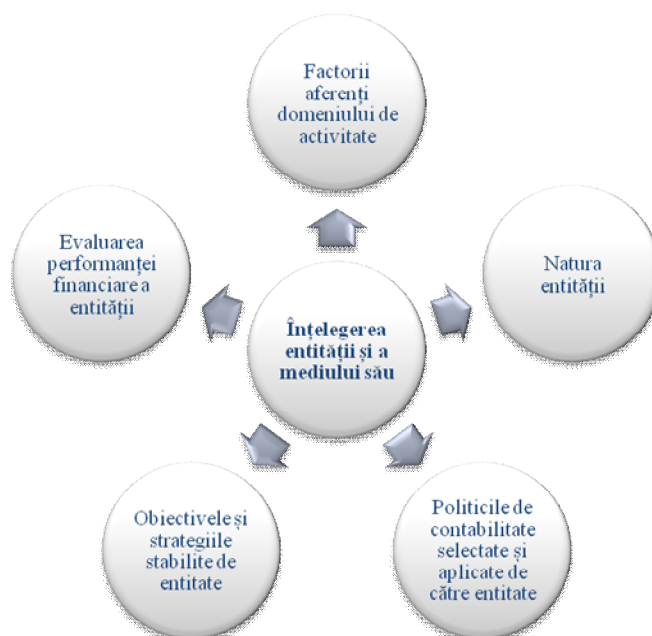 Factorii
aferenți
domeniului de
activitate
Evaluarea
performanței
financiare a
entității
Natura
entității
Înțelegerea
entității și a
mediului său
Obiectivele și
strategiile
stabilite de
entitate
Politicile de
contabilitate
selectate și
aplicate de
către entitate